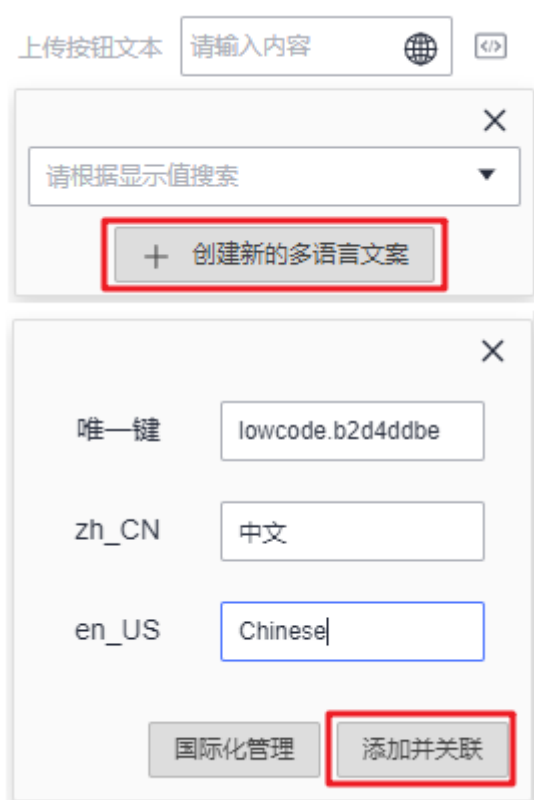 上传按钮文本 请输入内容 </>
请根据显示值搜索
+ 创建新的多语言文案
唯一键 lowcode.b2d4ddbe
zh_CN 中文
en_US Chinese
国际化管理 添加并关联